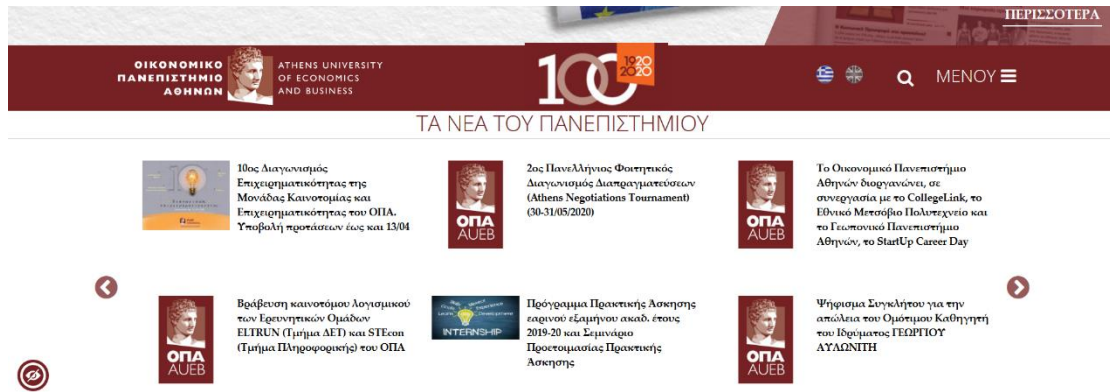 ΠΕΡΙΣΣΟΤΕΡΑ
ΟΙΚΟΝΟΜΙΚΟ
ΠΑΝΕΠΙΣΤΗΜΙΟ
ΑΘΗΝΩΝ
ATHENS UNIVERSITY
OF ECONOMICS
AND BUSINESS
100
1920
2020
ΜΕΝΟΥ
ΤΑ ΝΕΑ ΤΟΥ ΠΑΝΕΠΙΣΤΗΜΙΟΥ
10ος Διαγωνισμός
Επιχειρηματικότητας της
Μονάδας Καινοτομίας και
Επιχειρηματικότητας του ΟΠΑ.
Υποβολή προτάσεων έως και 13/04
ΟΠΑ
AUEB
2ος Πανελλήνιος Φοιτητικός
Διαγωνισμός Διαπραγματεύσεων
(Athens Negotiations Tournament)
(30-31/05/2020)
ΟΠΑ
AUEB
Το Οικονομικό Πανεπιστήμιο
Αθηνών διοργανώνει, σε
συνεργασία με το CollegeLink, το
Εθνικό Μετσόβιο Πολυτεχνείο και
το Γεωπονικό Πανεπιστήμιο
Αθηνών, το StartUp Career Day
ΟΠΑ
AUEB
Βράβευση καινοτόμου λογισμικού
των Ερευνητικών Ομάδων
ELTRUN (Τμήμα ΔΕΤ) και STEcon
(Τμήμα Πληροφορικής) του ΟΠΑ
INTERNSHIP
Πρόγραμμα Πρακτικής Άσκησης
εαρινού εξαμήνου ακαδ. έτους
2019-20 και Σεμινάριο
Προετοιμασίας Πρακτικής
Άσκησης
ΟΠΑ
AUEB
Ψήφισμα Συγκλήτου για την
απώλεια του Ομότιμου Καθηγητή
του Ιδρύματος ΓΕΩΡΓΙΟΥ
ΑΥΛΩΝΙΤΗ